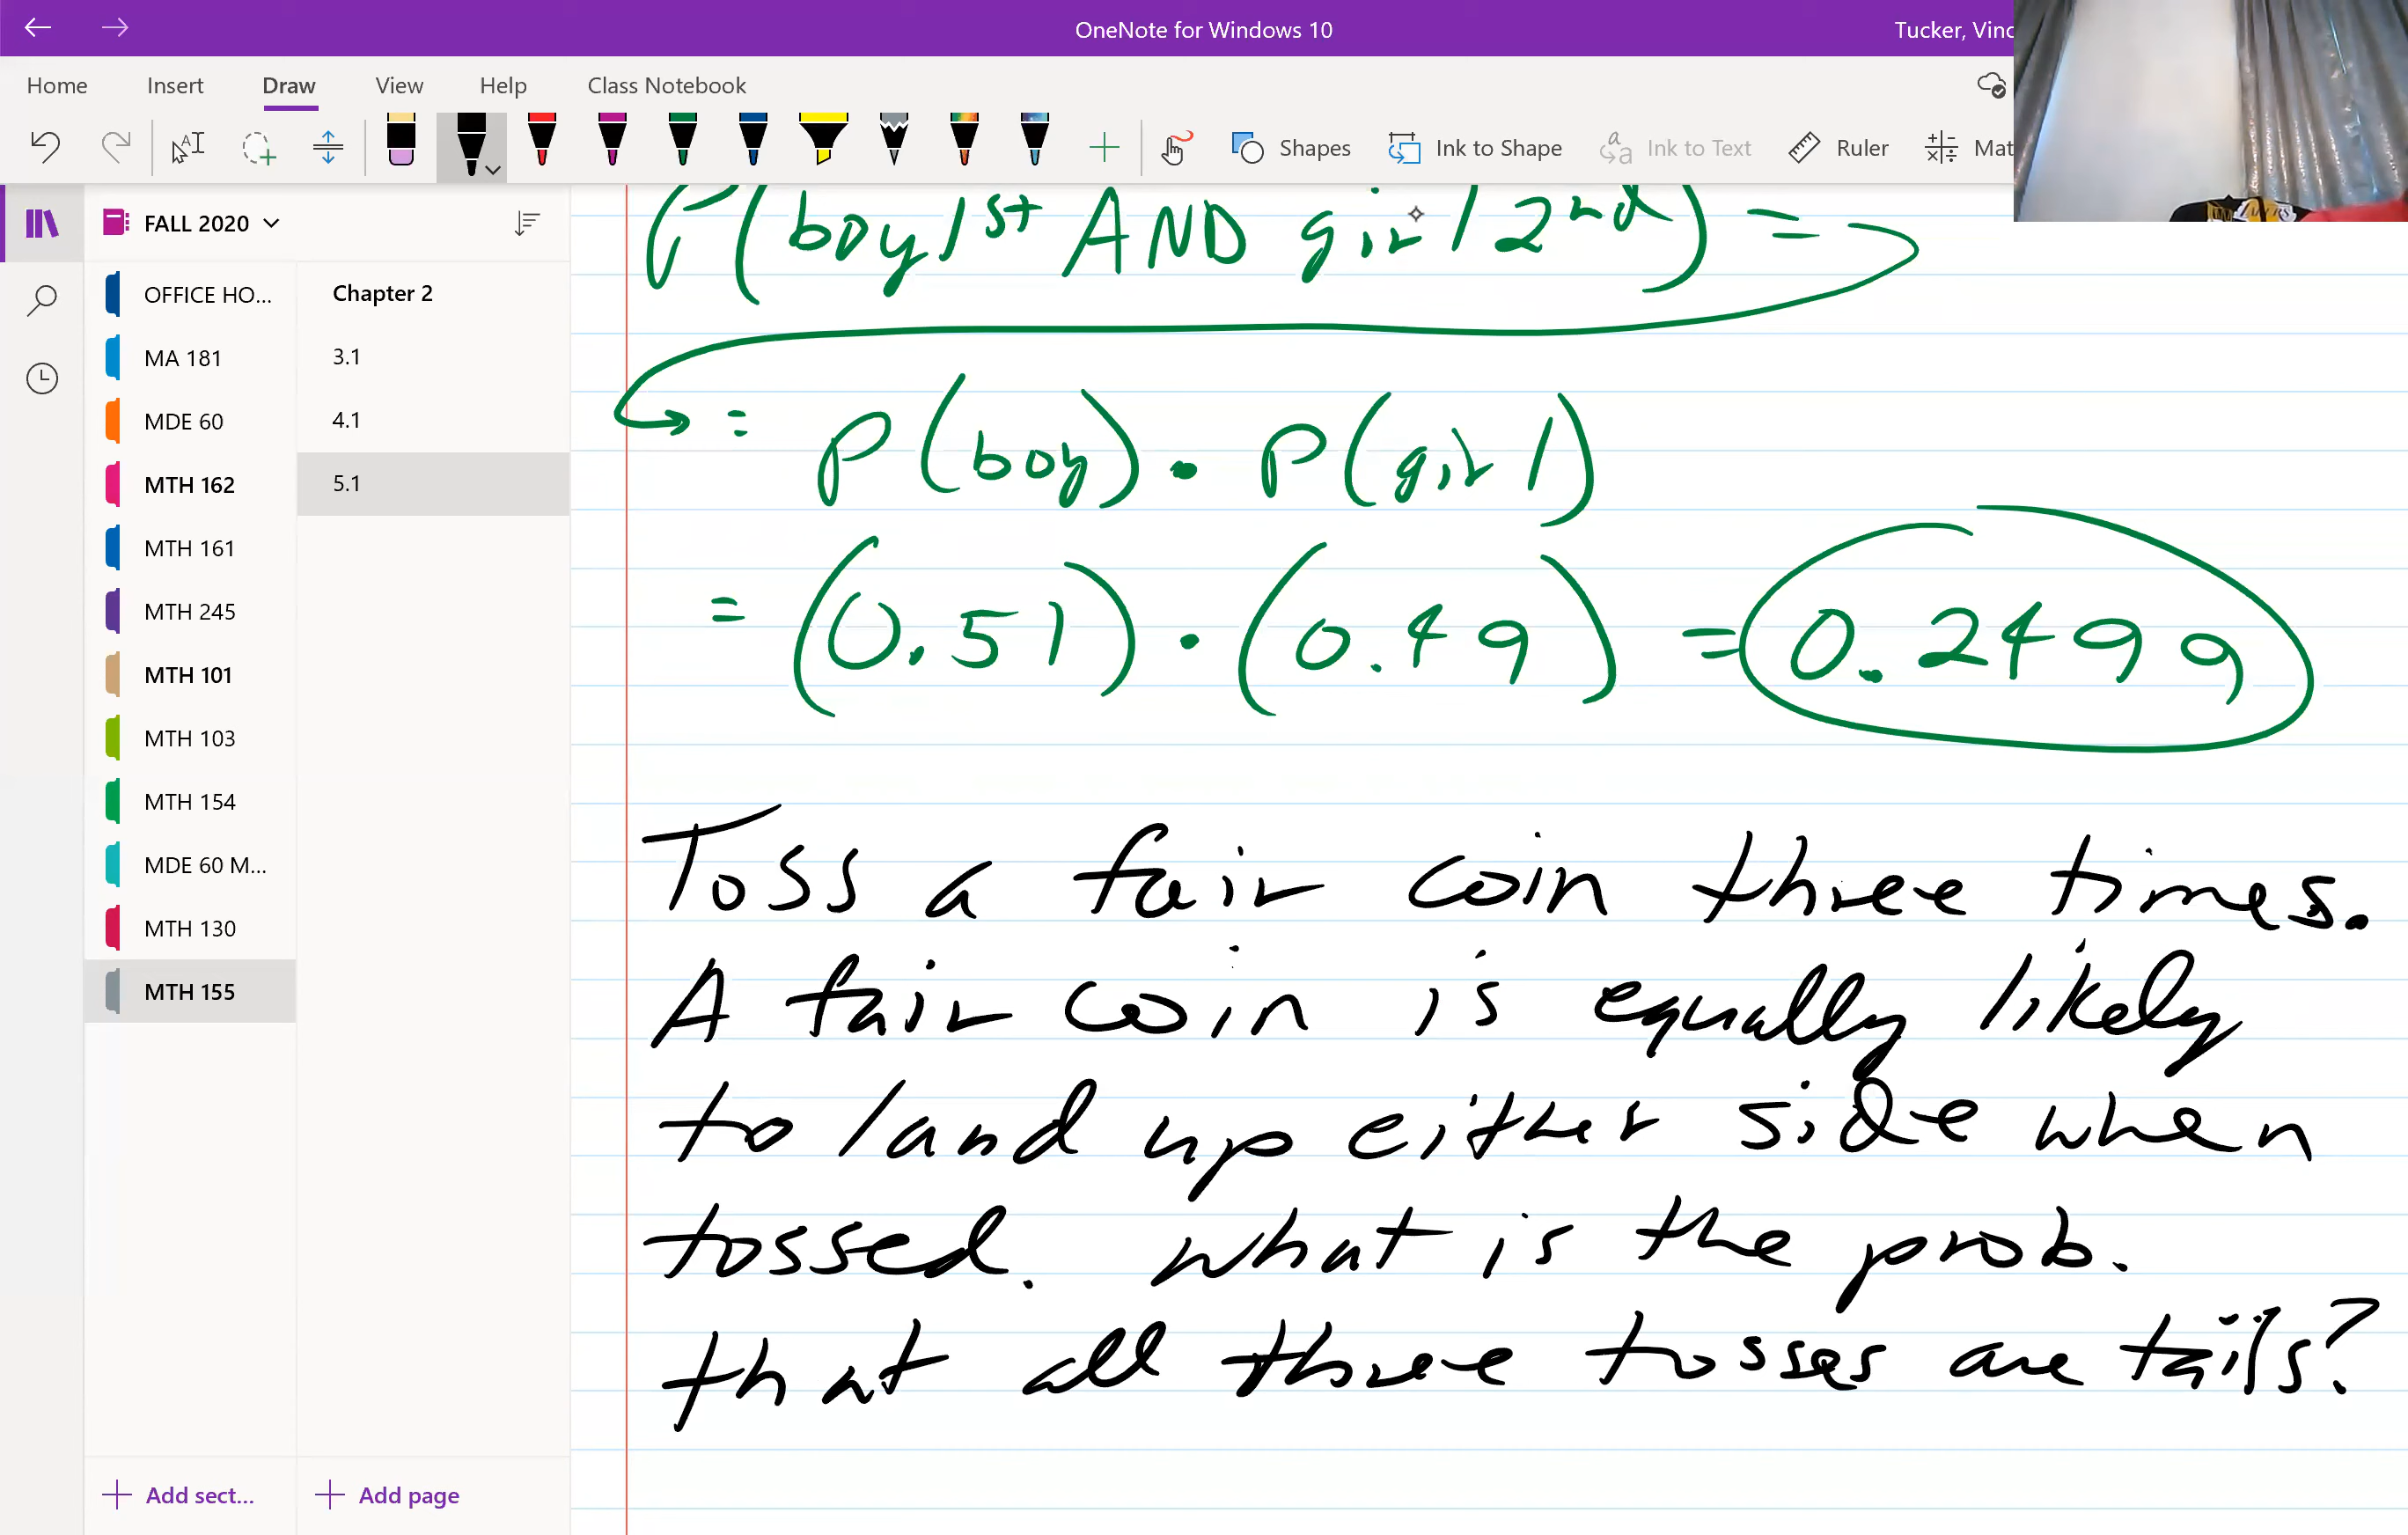 OneNote for Windows 10
Tucker, Vinc
Home Insert Draw View Help Class Notebook
Shapes Ink to Shape Ink to Text Ruler Mat
FALL 2020
OFFICE HO...
MA 181
MDE 60
MTH 162
MTH 161
MTH 245
MTH 101
MTH 103
MTH 154
MDE 60 M...
MTH 130
MTH 155
Add sect...
Chapter 2
3.1
4.1
5.1
Add page
P(boy 1st AND girl 2nd) =
= P(boy) • P(girl)
= (0.51) • (0.49) = 0.2499
Toss a fair coin three times.
A fair coin is equally likely
to land up either side when
tossed. What is the prob.
that all three tosses are tails?